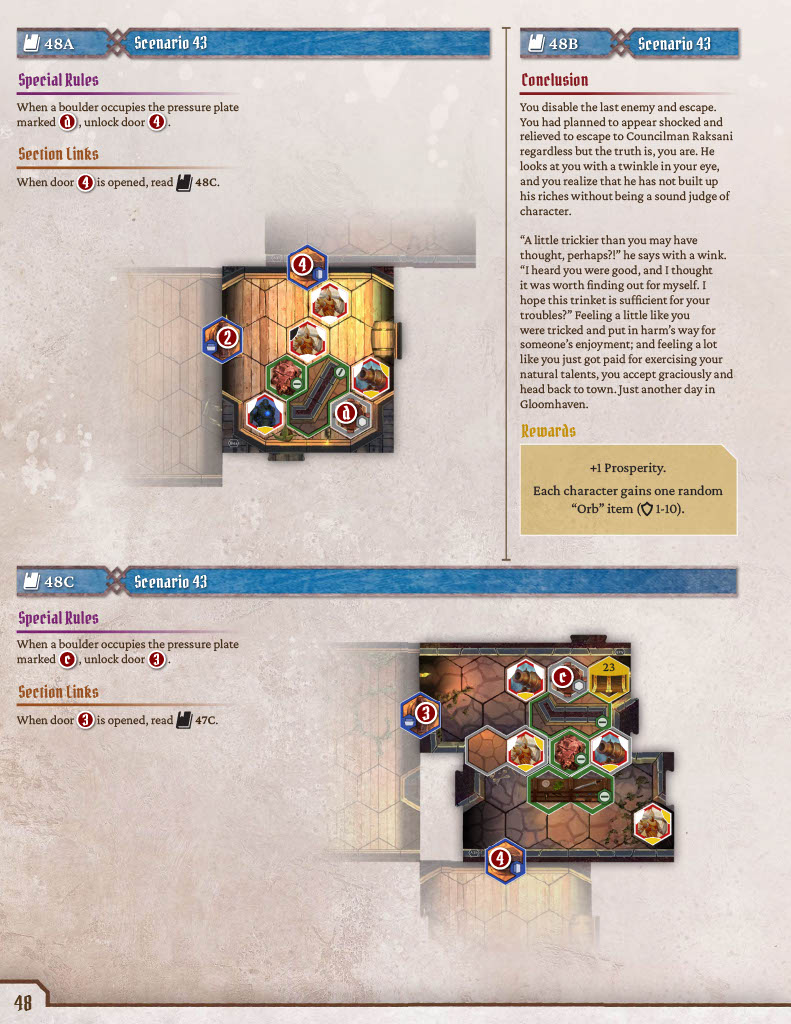 48A
Scenario 43
Special Rules
When a boulder occupies the pressure plate
marked d, unlock door 4.
Section Links
When door 4 is opened, read 48C.
4
2
d
48B
Scenario 43
Conclusion
You disable the last enemy and escape.
You had planned to appear shocked and
relieved to escape to Councilman Raksani
regardless but the truth is, you are. He
looks at you with a twinkle in your eye,
and you realize that he has not built up
his riches without being a sound judge of
character.
“A little trickier than you may have
thought, perhaps?!” he says with a wink.
“I heard you were good, and I thought
it was worth finding out for myself. I
hope this trinket is sufficient for your
troubles?” Feeling a little like you
were tricked and put in harm’s way for
someone’s enjoyment; and feeling a lot
like you just got paid for exercising your
natural talents, you accept graciously and
head back to town. Just another day in
Gloomhaven.
Rewards
+1 Prosperity.
Each character gains one random
“Orb” item (1-10).
48C
Scenario 43
Special Rules
When a boulder occupies the pressure plate
marked c, unlock door 3.
Section Links
When door 3 is opened, read 47C.
c
23
3
4
48